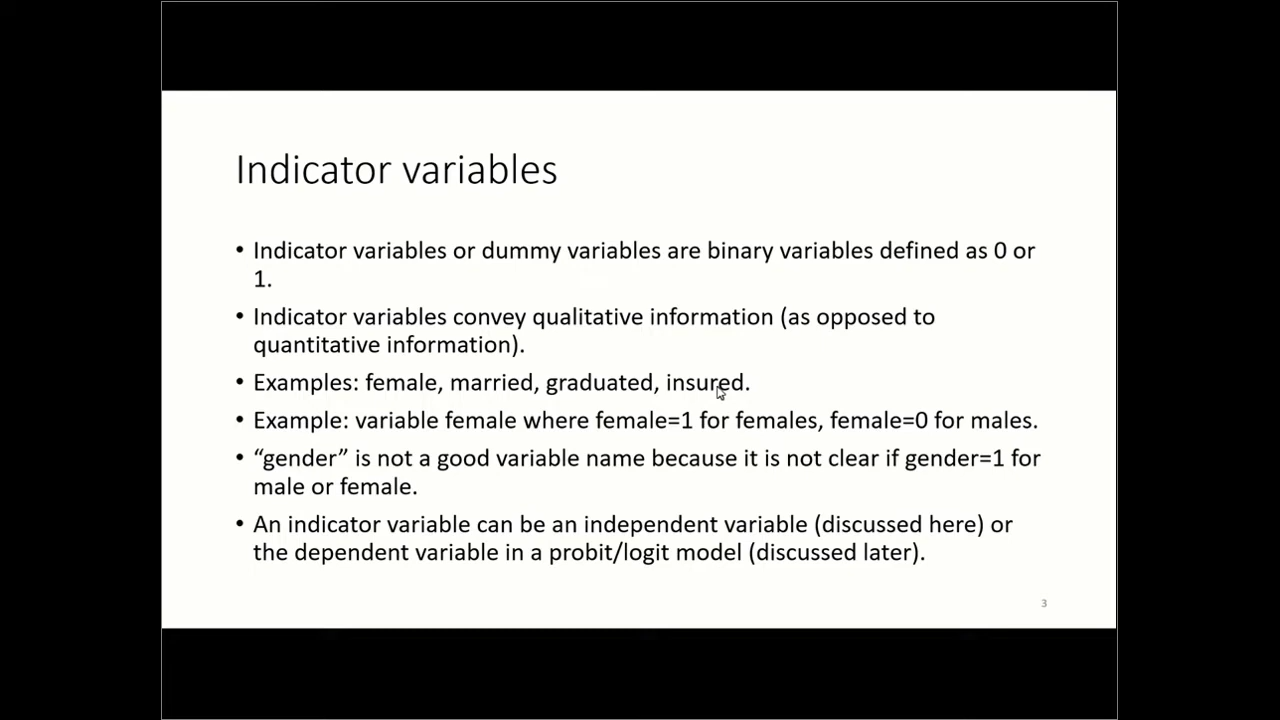 Indicator variables
• Indicator variables or dummy variables are binary variables defined as 0 or
1.
• Indicator variables convey qualitative information (as opposed to
quantitative information).
• Examples: female, married, graduated, insured.
• Example: variable female where female=1 for females, female=0 for males.
• “gender” is not a good variable name because it is not clear if gender=1 for
male or female.
• An indicator variable can be an independent variable (discussed here) or
the dependent variable in a probit/logit model (discussed later).
3